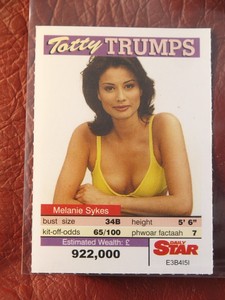 Totty TRUMPS
Melanie Sykes
bust size 34B height 5' 6"
kit-off-odds 65/100 phwoar factaah 7
Estimated Wealth: £
922,000
DAILY
STAR
E3B4I5I